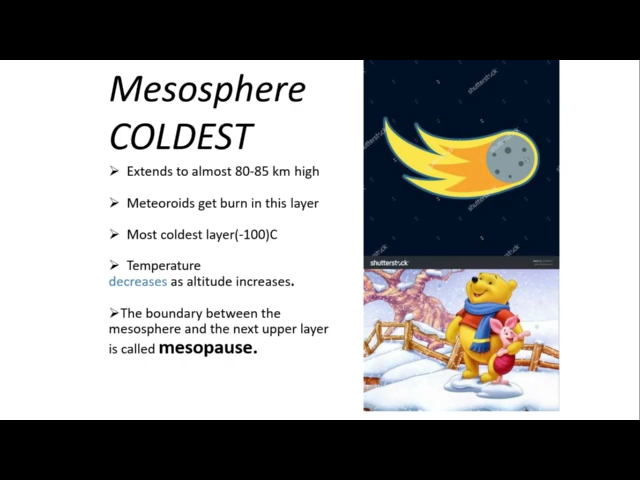 Mesosphere
COLDEST
➢ Extends to almost 80-85 km high
➢ Meteoroids get burn in this layer
➢ Most coldest layer(-100)C
➢ Temperature
decreases as altitude increases.
➢The boundary between the
mesosphere and the next upper layer
is called mesopause.
shutterstock
shutterstock
shutterstock
shutterstock